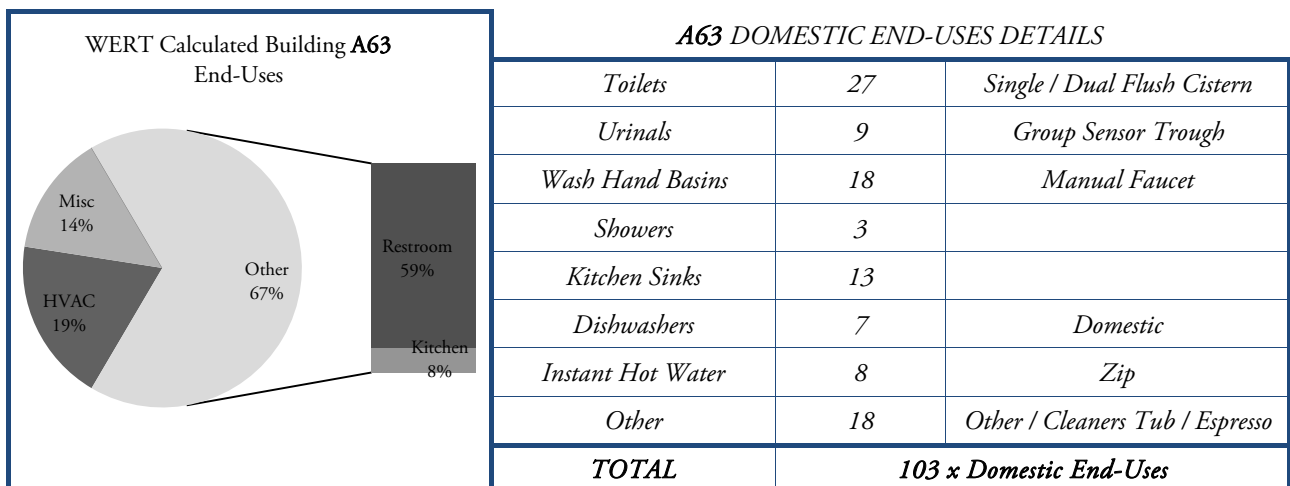 WERT Calculated Building A63
End-Uses
Misc
14%
HVAC
19%
Other
67%
Restroom
59%
Kitchen
8%
A63 DOMESTIC END-USES DETAILS
Toilets 27 Single / Dual Flush Cistern
Urinals 9 Group Sensor Trough
Wash Hand Basins 18 Manual Faucet
Showers 3
Kitchen Sinks 13
Dishwashers 7 Domestic
Instant Hot Water 8 Zip
Other 18 Other / Cleaners Tub / Espresso
TOTAL 103 x Domestic End-Uses